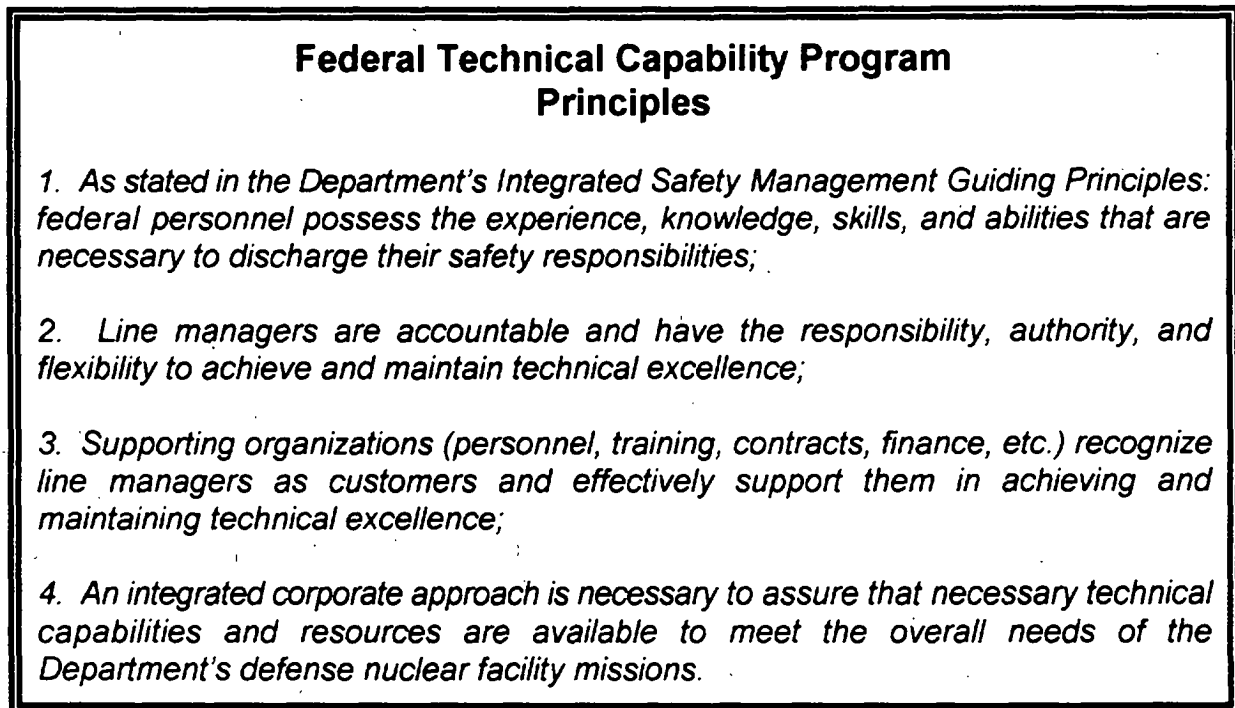 Federal Technical Capability Program
Principles
1. As stated in the Department's Integrated Safety Management Guiding Principles:
federal personnel possess the experience, knowledge, skills, and abilities that are
necessary to discharge their safety responsibilities;
2. Line managers are accountable and have the responsibility, authority, and
flexibility to achieve and maintain technical excellence;
3. Supporting organizations (personnel, training, contracts, finance, etc.) recognize
line managers as customers and effectively support them in achieving and
maintaining technical excellence;
4. An integrated corporate approach is necessary to assure that necessary technical
capabilities and resources are available to meet the overall needs of the
Department's defense nuclear facility missions.